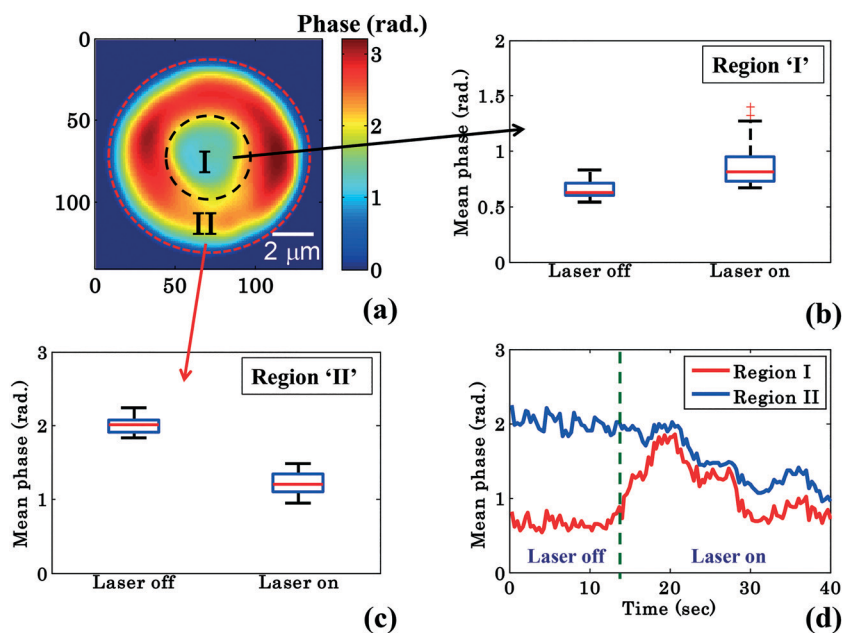 Phase (rad.)
0
50
100
0
50
100
3
2
1
0
I
II
2 μm
(a)
Mean phase (rad.)
2
1.5
1
0.5
0
Region 'I'
Laser off
Laser on
(b)
Mean phase (rad.)
3
2
1
0
Region 'II'
Laser off
Laser on
(c)
Mean phase (rad.)
3
2
1
0
Region I
Region II
Laser off
Laser on
0
10
20
30
40
Time (sec)
(d)